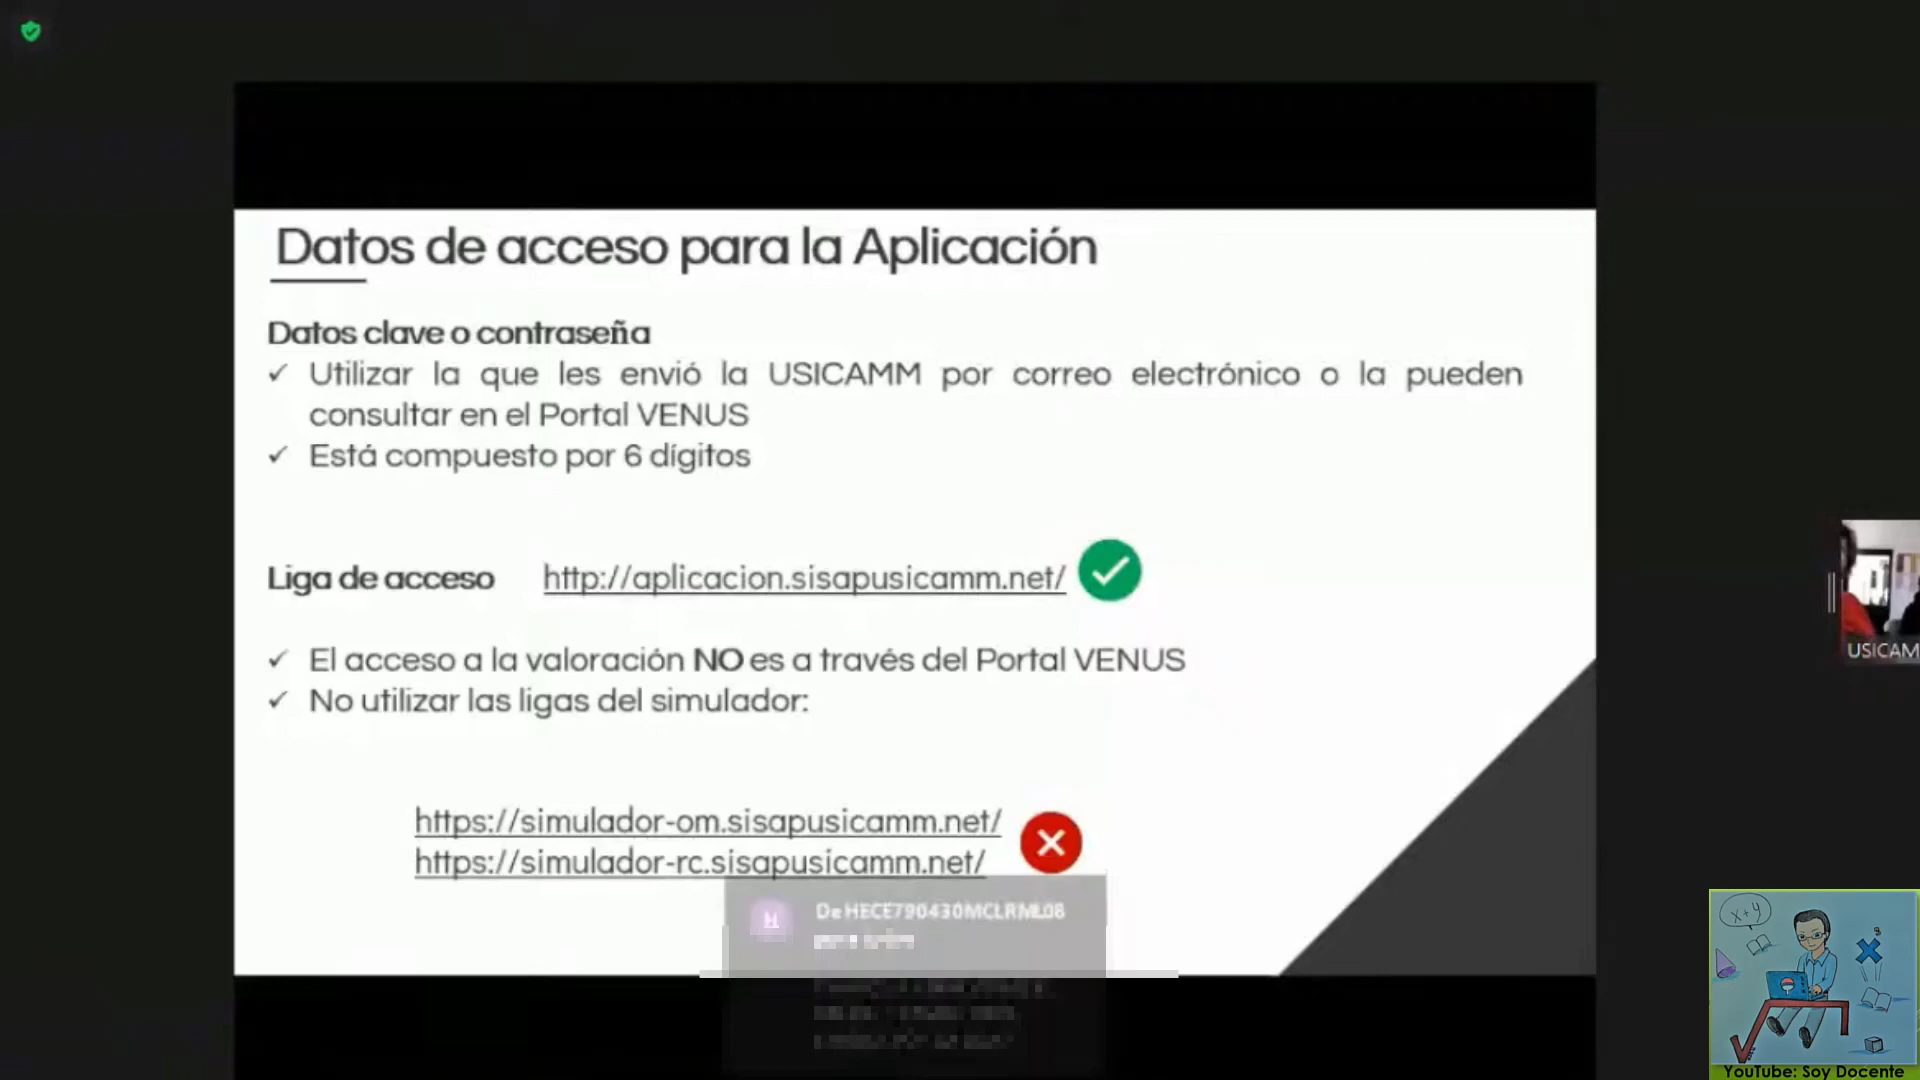 Datos de acceso para la Aplicación
Datos clave o contraseña
✓ Utilizar la que les envió la USICAMM por correo electrónico o la pueden
consultar en el Portal VENUS
✓ Está compuesto por 6 dígitos
Liga de acceso http://aplicacion.sisapusicamm.net/
✓ El acceso a la valoración NO es a través del Portal VENUS
✓ No utilizar las ligas del simulador:
https://simulador-om.sisapusicamm.net/
https://simulador-rc.sisapusicamm.net/
H
De HECE790430MCLRML08
USICAM
x+y
YouTube: Soy Docente